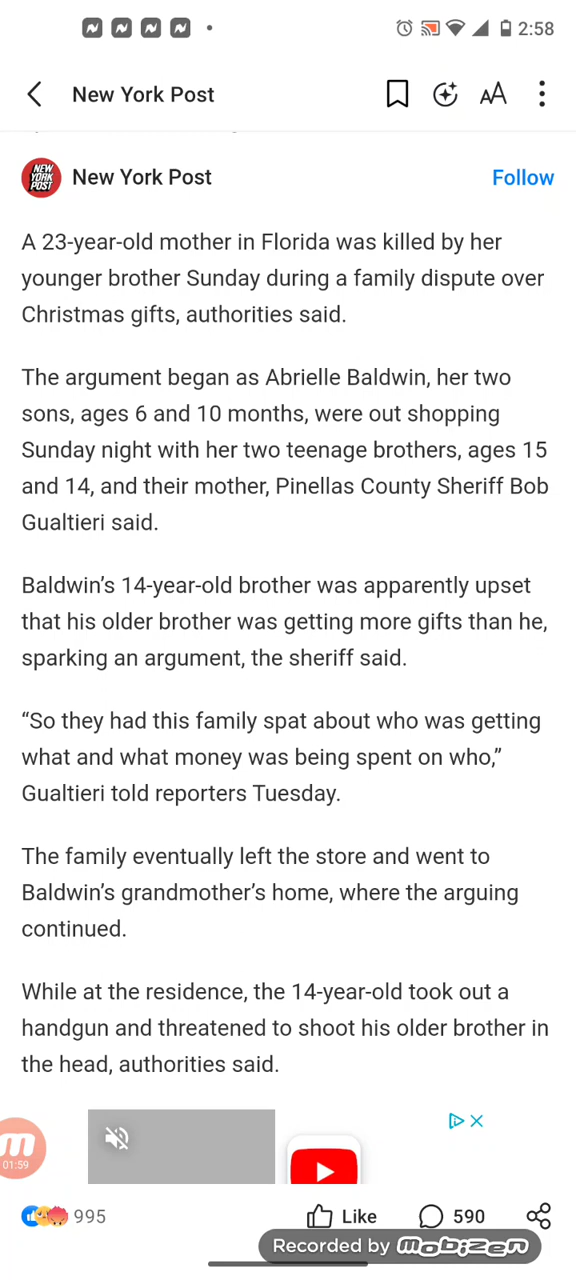 2:58
New York Post
NEW
YORK
POST
New York Post
Follow
A 23-year-old mother in Florida was killed by her
younger brother Sunday during a family dispute over
Christmas gifts, authorities said.
The argument began as Abrielle Baldwin, her two
sons, ages 6 and 10 months, were out shopping
Sunday night with her two teenage brothers, ages 15
and 14, and their mother, Pinellas County Sheriff Bob
Gualtieri said.
Baldwin’s 14-year-old brother was apparently upset
that his older brother was getting more gifts than he,
sparking an argument, the sheriff said.
“So they had this family spat about who was getting
what and what money was being spent on who,”
Gualtieri told reporters Tuesday.
The family eventually left the store and went to
Baldwin’s grandmother’s home, where the arguing
continued.
While at the residence, the 14-year-old took out a
handgun and threatened to shoot his older brother in
the head, authorities said.
01:59
995
Like
590
Recorded by mobizen